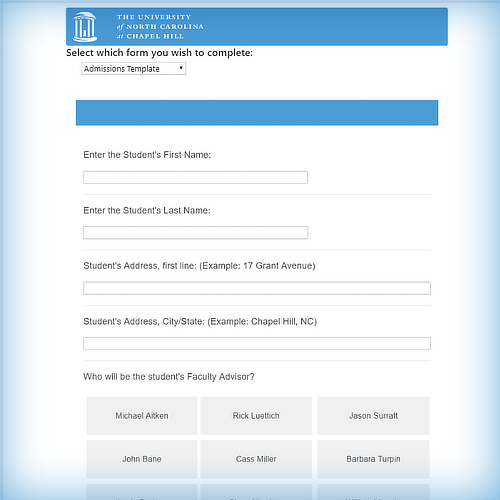 THE UNIVERSITY
of NORTH CAROLINA
at CHAPEL HILL
Select which form you wish to complete:
Admissions Template
Enter the Student's First Name:
Enter the Student's Last Name:
Student's Address, first line: (Example: 17 Grant Avenue)
Student's Address, City/State: (Example: Chapel Hill, NC)
Who will be the student's Faculty Advisor?
Michael Aitken Rick Luettich Jason Surratt
John Bane Cass Miller Barbara Turpin